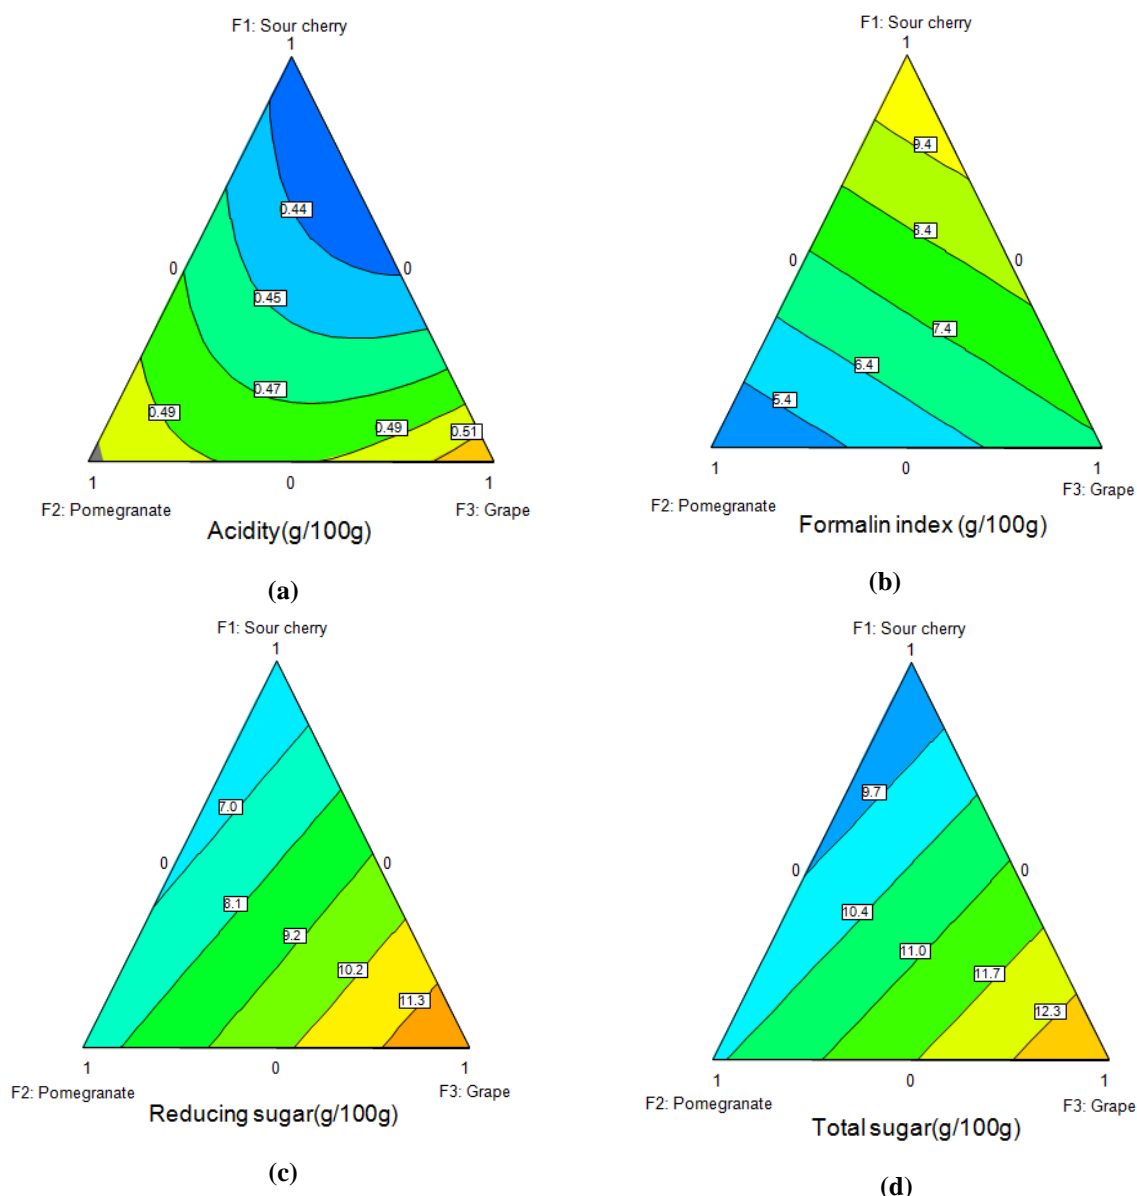 F1: Sour cherry
1
0.44
0
0
0.45
0.47
0.49
0.49
0.51
1
0
1
F2: Pomegranate
F3: Grape
Acidity(g/100g)
(a)
F1: Sour cherry
1
9.4
8.4
0
0
7.4
6.4
5.4
1
0
1
F2: Pomegranate
F3: Grape
Formalin index (g/100g)
(b)
F1: Sour cherry
1
7.0
0
0
8.1
9.2
10.2
11.3
1
0
1
F2: Pomegranate
F3: Grape
Reducing sugar(g/100g)
(c)
F1: Sour cherry
1
9.7
0
0
10.4
11.0
11.7
12.3
1
0
1
F2: Pomegranate
F3: Grape
Total sugar(g/100g)
(d)